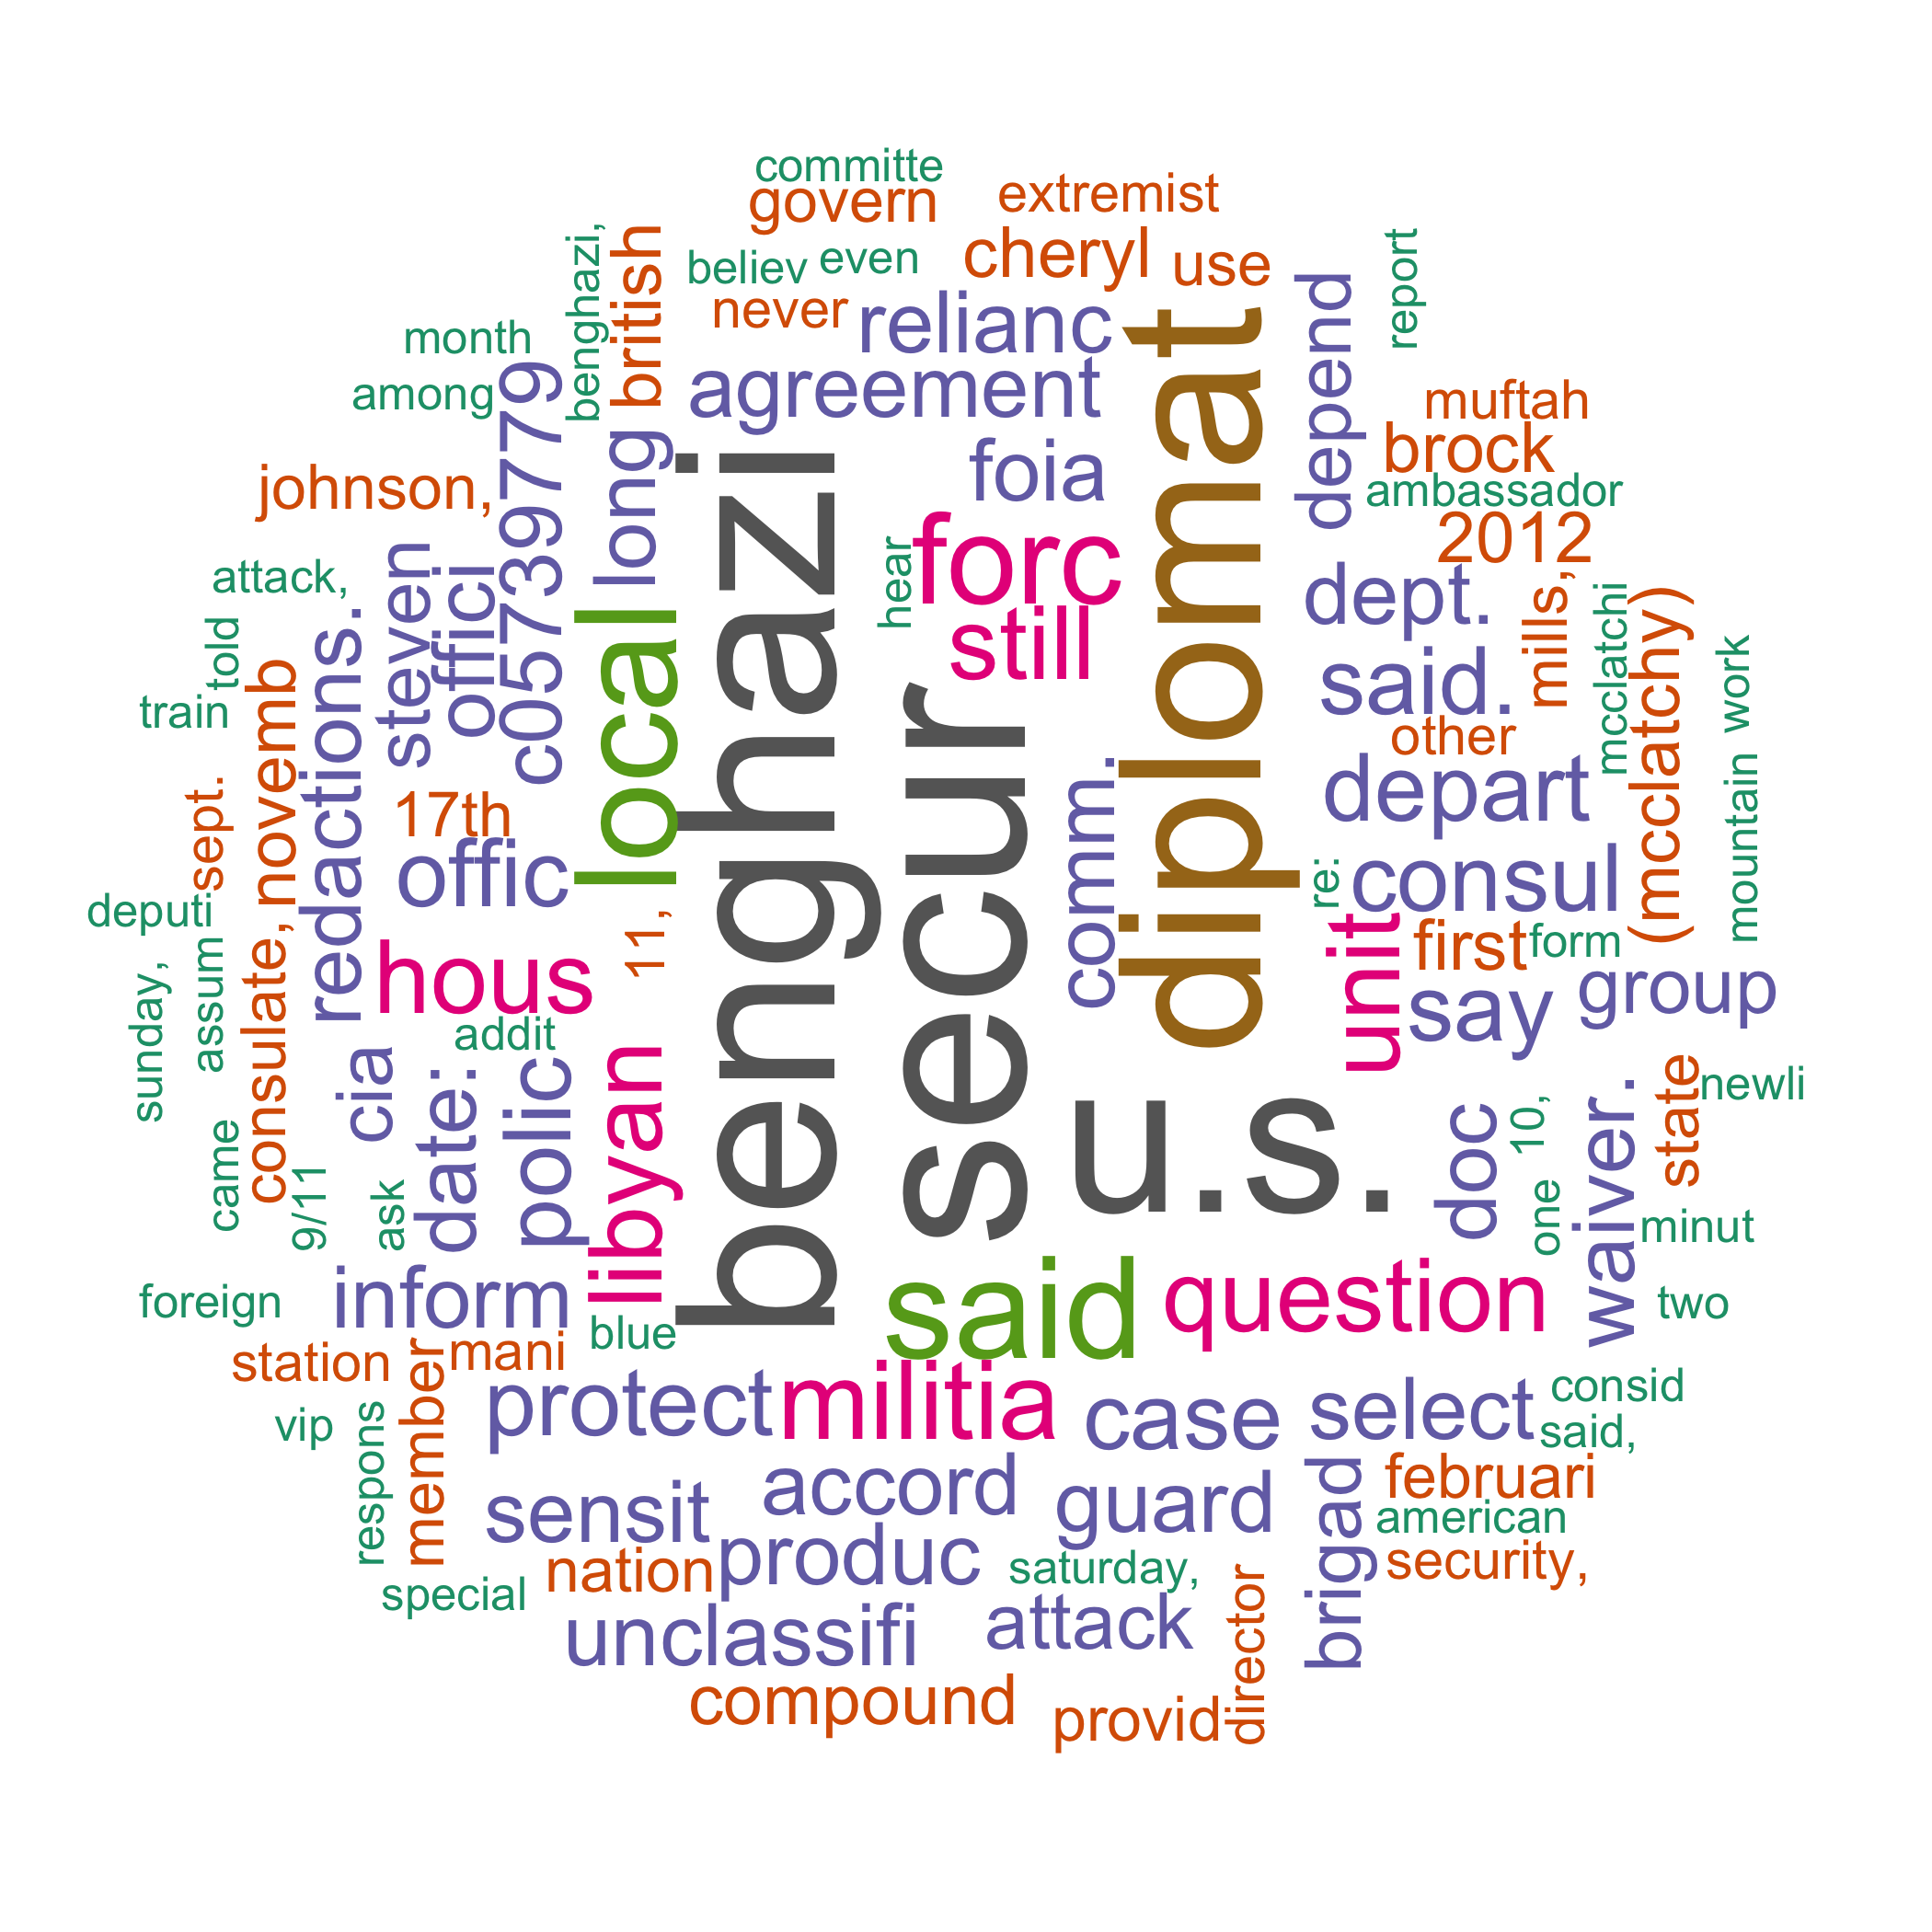 committe
govern
extremist
benghazi,
british
believ
even
cheryl
use
report
never
month
relianc
diplomat
depend
among
c05739779
long
agreement
muftah
brock
johnson,
foia
ambassador
2012
steven
offici
benghazi
hear
forc
dept.
mills,
mcclatchi
(mcclatchy)
attack,
told
redactions.
local
still
said.
work
train
novemb
secur
other
sept.
17th
comm.
depart
mountain
offic
re:
consul
deputi
consulate,
hous
11,
unit
first
form
sunday,
assum
say
group
addit
cia
date:
polic
libyan
u.s.
doc
10,
waiver.
state
newli
came
9/11
ask
one
minut
foreign
inform
blue
said
question
two
station
member
mani
protect
militia
case
select
consid
vip
respons
said,
sensit
accord
guard
brigad
februari
american
special
nation
produc
saturday,
director
security,
unclassifi
attack
compound
provid